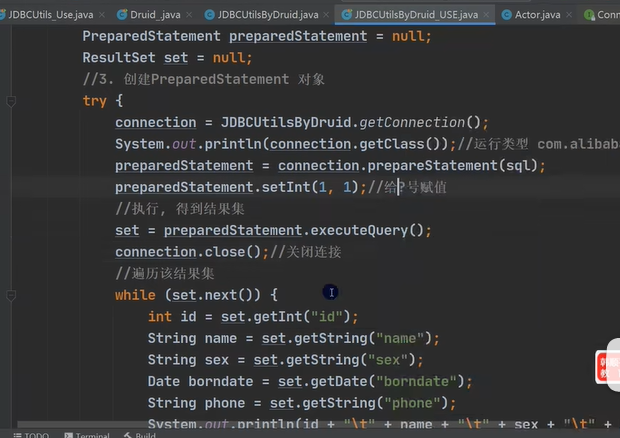 JDBCUtils_Use.java × Druid_.java × JDBCUtilsByDruid.java × JDBCUtilsByDruid_USE.java × Actor.java × Conn
PreparedStatement preparedStatement = null;
ResultSet set = null;
//3. 创建PreparedStatement 对象
try {
connection = JDBCUtilsByDruid.getConnection();
System.out.println(connection.getClass());//运行类型 com.alibaba
preparedStatement = connection.prepareStatement(sql);
preparedStatement.setInt(1, 1);//给?号赋值
//执行, 得到结果集
set = preparedStatement.executeQuery();
connection.close();//关闭连接
//遍历该结果集
while (set.next()) {
int id = set.getInt("id");
String name = set.getString("name");
String sex = set.getString("sex");
Date borndate = set.getDate("borndate");
String phone = set.getString("phone");
System.out.println(id + "\t" + name + "\t" + sex + "\t" +
TODO Terminal Build